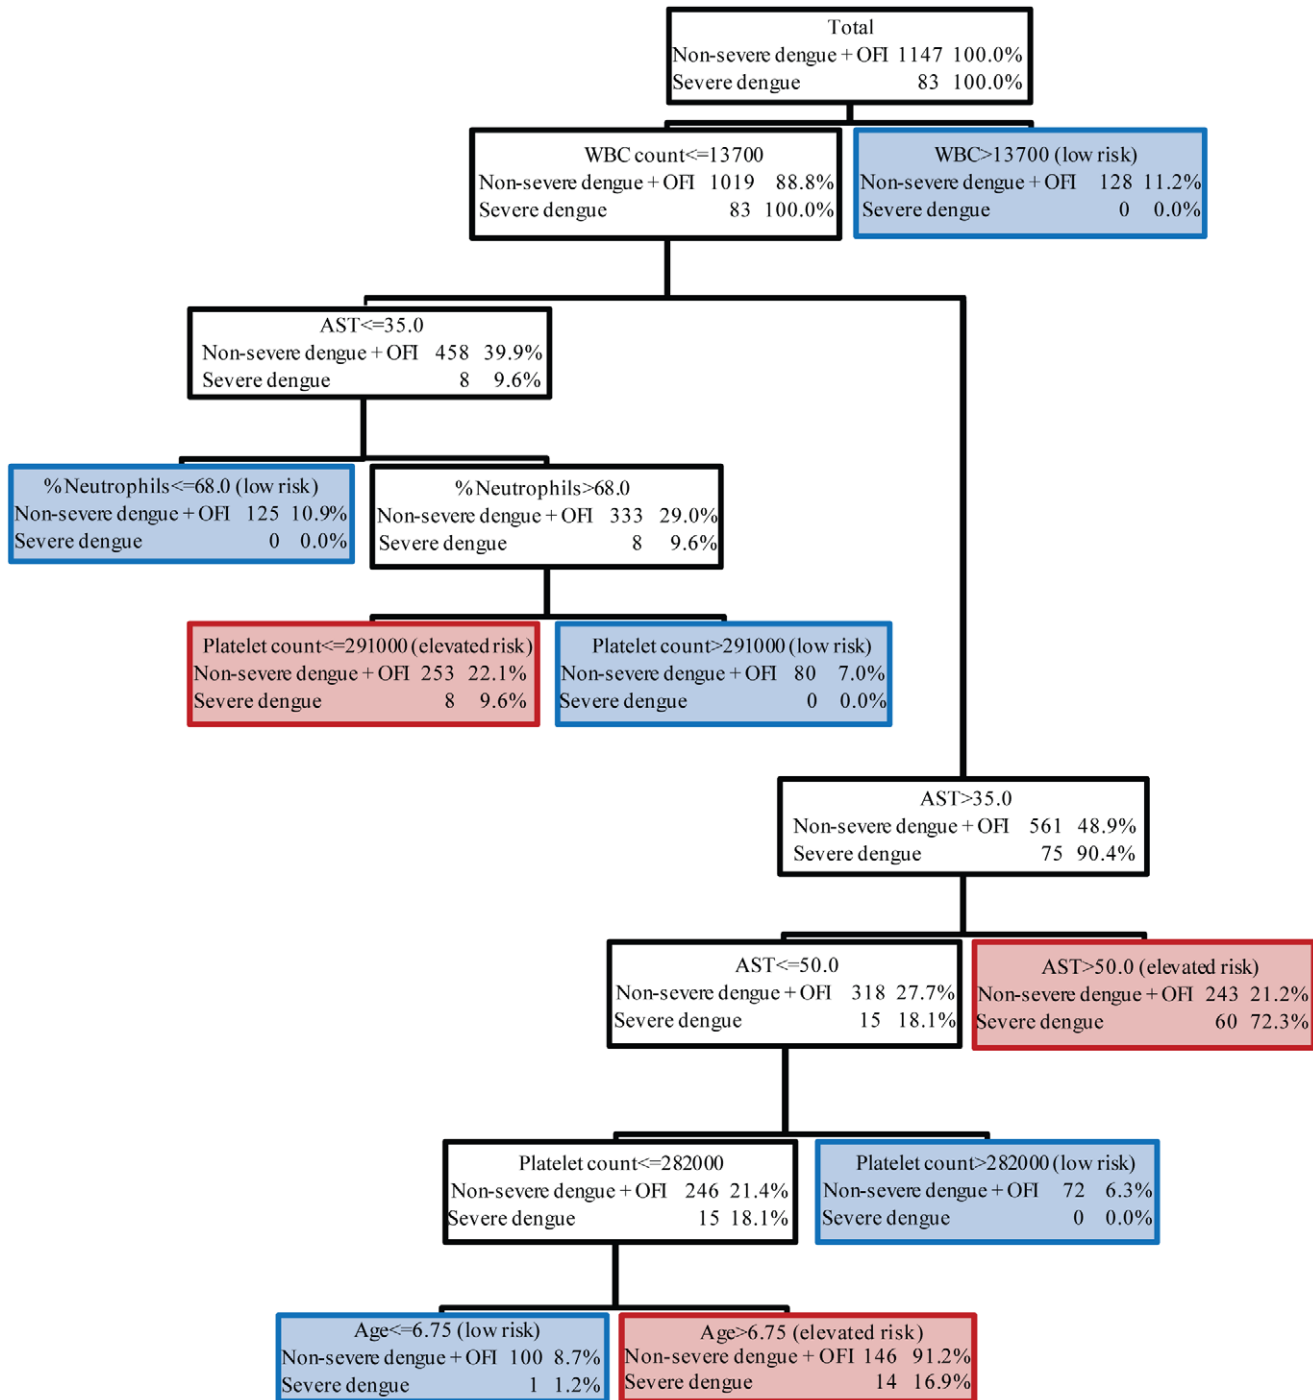 Total
Non-severe dengue + OFI 1147 100.0%
Severe dengue 83 100.0%
WBC count<=13700
Non-severe dengue + OFI 1019 88.8%
Severe dengue 83 100.0%
WBC>13700 (low risk)
Non-severe dengue + OFI 128 11.2%
Severe dengue 0 0.0%
AST<=35.0
Non-severe dengue + OFI 458 39.9%
Severe dengue 8 9.6%
%Neutrophils<=68.0 (low risk)
Non-severe dengue + OFI 125 10.9%
Severe dengue 0 0.0%
%Neutrophils>68.0
Non-severe dengue + OFI 333 29.0%
Severe dengue 8 9.6%
Platelet count<=291000 (elevated risk)
Non-severe dengue + OFI 253 22.1%
Severe dengue 8 9.6%
Platelet count>291000 (low risk)
Non-severe dengue + OFI 80 7.0%
Severe dengue 0 0.0%
AST>35.0
Non-severe dengue + OFI 561 48.9%
Severe dengue 75 90.4%
AST<=50.0
Non-severe dengue + OFI 318 27.7%
Severe dengue 15 18.1%
AST>50.0 (elevated risk)
Non-severe dengue + OFI 243 21.2%
Severe dengue 60 72.3%
Platelet count<=282000
Non-severe dengue + OFI 246 21.4%
Severe dengue 15 18.1%
Platelet count>282000 (low risk)
Non-severe dengue + OFI 72 6.3%
Severe dengue 0 0.0%
Age<=6.75 (low risk)
Non-severe dengue + OFI 100 8.7%
Severe dengue 1 1.2%
Age>6.75 (elevated risk)
Non-severe dengue + OFI 146 91.2%
Severe dengue 14 16.9%